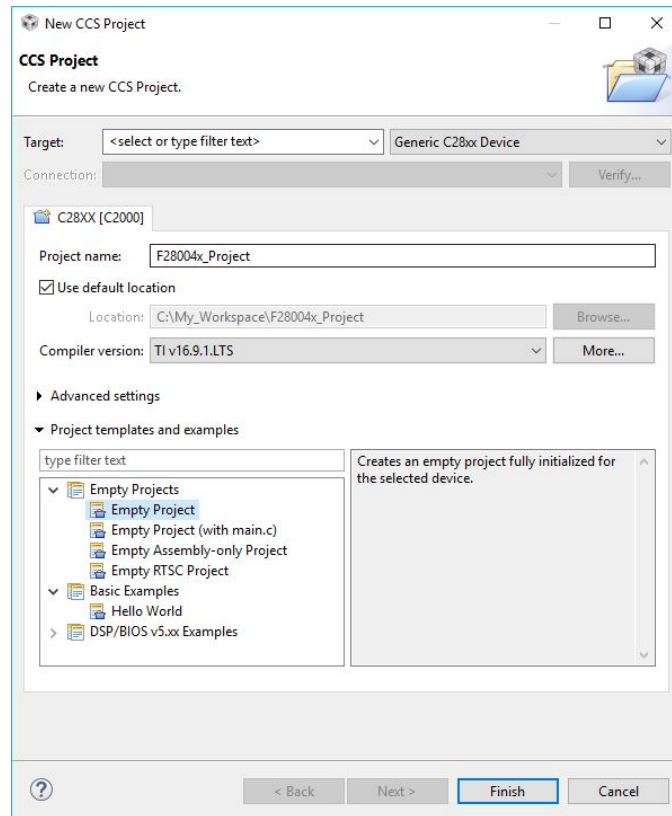 New CCS Project
CCS Project
Create a new CCS Project.
Target: <select or type filter text> Generic C28xx Device
Connection: Verify...
C28XX [C2000]
Project name: F28004x_Project
Use default location
Location: C:\My_Workspace\F28004x_Project Browse...
Compiler version: TI v16.9.1.LTS More...
Advanced settings
Project templates and examples
type filter text
Creates an empty project fully initialized for
the selected device.
Empty Projects
Empty Project
Empty Project (with main.c)
Empty Assembly-only Project
Empty RTSC Project
Basic Examples
Hello World
DSP/BIOS v5.xx Examples
? < Back Next > Finish Cancel